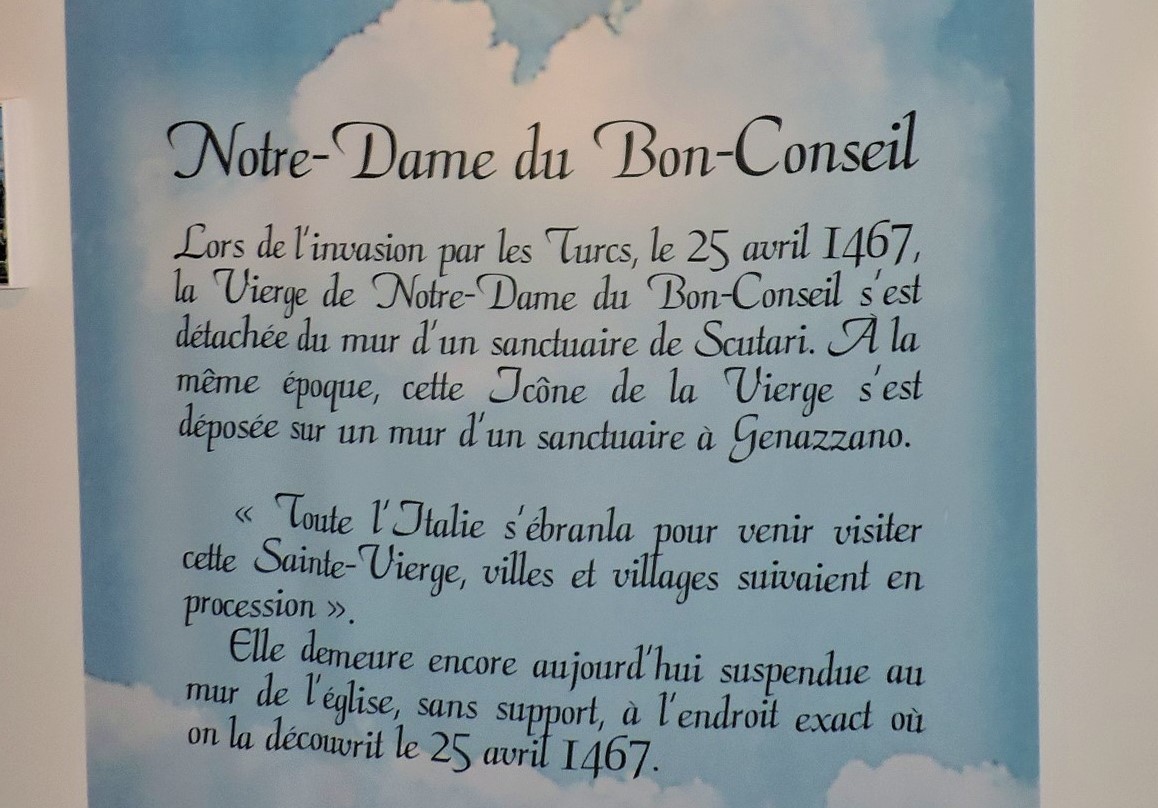 Notre-Dame du Bon-Conseil
Lors de l'invasion par les Turcs, le 25 avril 1467,
la Vierge de Notre-Dame du Bon-Conseil s'est
détachée du mur d'un sanctuaire de Scutari. À la
même époque, cette Icône de la Vierge s'est
déposée sur un mur d'un sanctuaire à Genazzano.
« Toute l'Italie s'ébranla pour venir visiter
cette Sainte-Vierge, villes et villages suivaient en
procession ».
Elle demeure encore aujourd'hui suspendue au
mur de l'église, sans support, à l'endroit exact où
on la découvrit le 25 avril 1467.